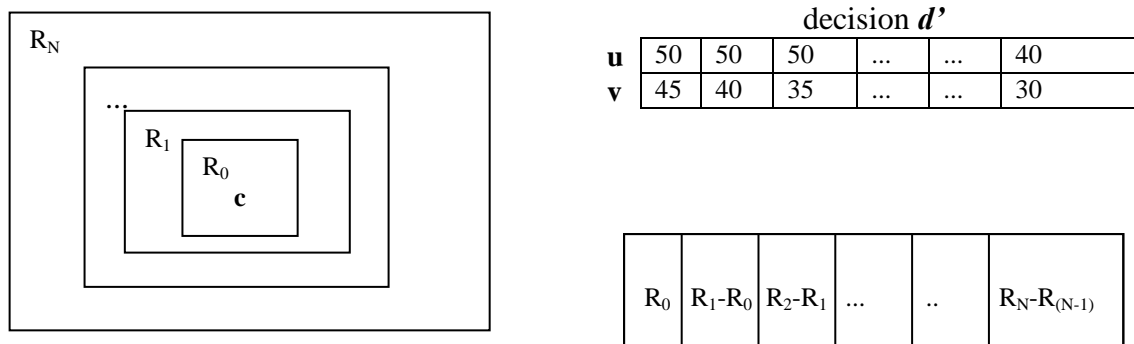 R_N
...
R_1
R_0
c
decision d’
u 50 50 50 ... ... 40
v 45 40 35 ... ... 30
R_0 R_1-R_0 R_2-R_1 ... .. R_N-R_(N-1)